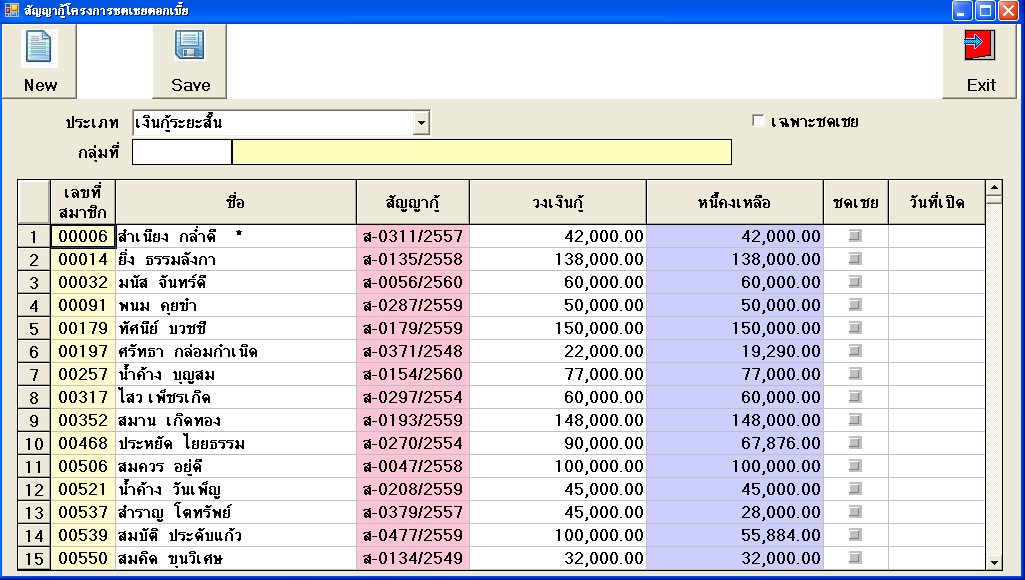 สัญญากู้โครงการชดเชยดอกเบี้ย
New Save Exit
ประเภท เงินกู้ระยะสั้น เฉพาะชดเชย
กลุ่มที่
เลขที่สมาชิก ชื่อ สัญญากู้ วงเงินกู้ หนี้คงเหลือ ชดเชย วันที่เปิด
1 00006 สำเนียง กล่ำดี * ส-0311/2557 42,000.00 42,000.00
2 00014 ยิ่ง ธรรมลังกา ส-0135/2558 138,000.00 138,000.00
3 00032 มนัส จันทร์ดี ส-0056/2560 60,000.00 60,000.00
4 00091 พนม คุยขำ ส-0287/2559 50,000.00 50,000.00
5 00179 ทัศนีย์ บวชชี ส-0179/2559 150,000.00 150,000.00
6 00197 ศรัทธา กล่อมกำเนิด ส-0371/2548 22,000.00 19,290.00
7 00257 น้ำค้าง บุญสม ส-0154/2560 77,000.00 77,000.00
8 00317 ไสว เพ็ชรเกิด ส-0297/2554 60,000.00 60,000.00
9 00352 สมาน เกิดทอง ส-0193/2559 148,000.00 148,000.00
10 00468 ประหยัด ไยยธรรม ส-0270/2554 90,000.00 67,876.00
11 00506 สมควร อยู่ดี ส-0047/2558 100,000.00 100,000.00
12 00521 น้ำค้าง วันเพ็ญ ส-0208/2559 45,000.00 45,000.00
13 00537 สำราญ โตทรัพย์ ส-0379/2557 45,000.00 28,000.00
14 00539 สมบัติ ประดับแก้ว ส-0477/2559 100,000.00 55,884.00
15 00550 สมคิด ขุนวิเศษ ส-0134/2549 32,000.00 32,000.00